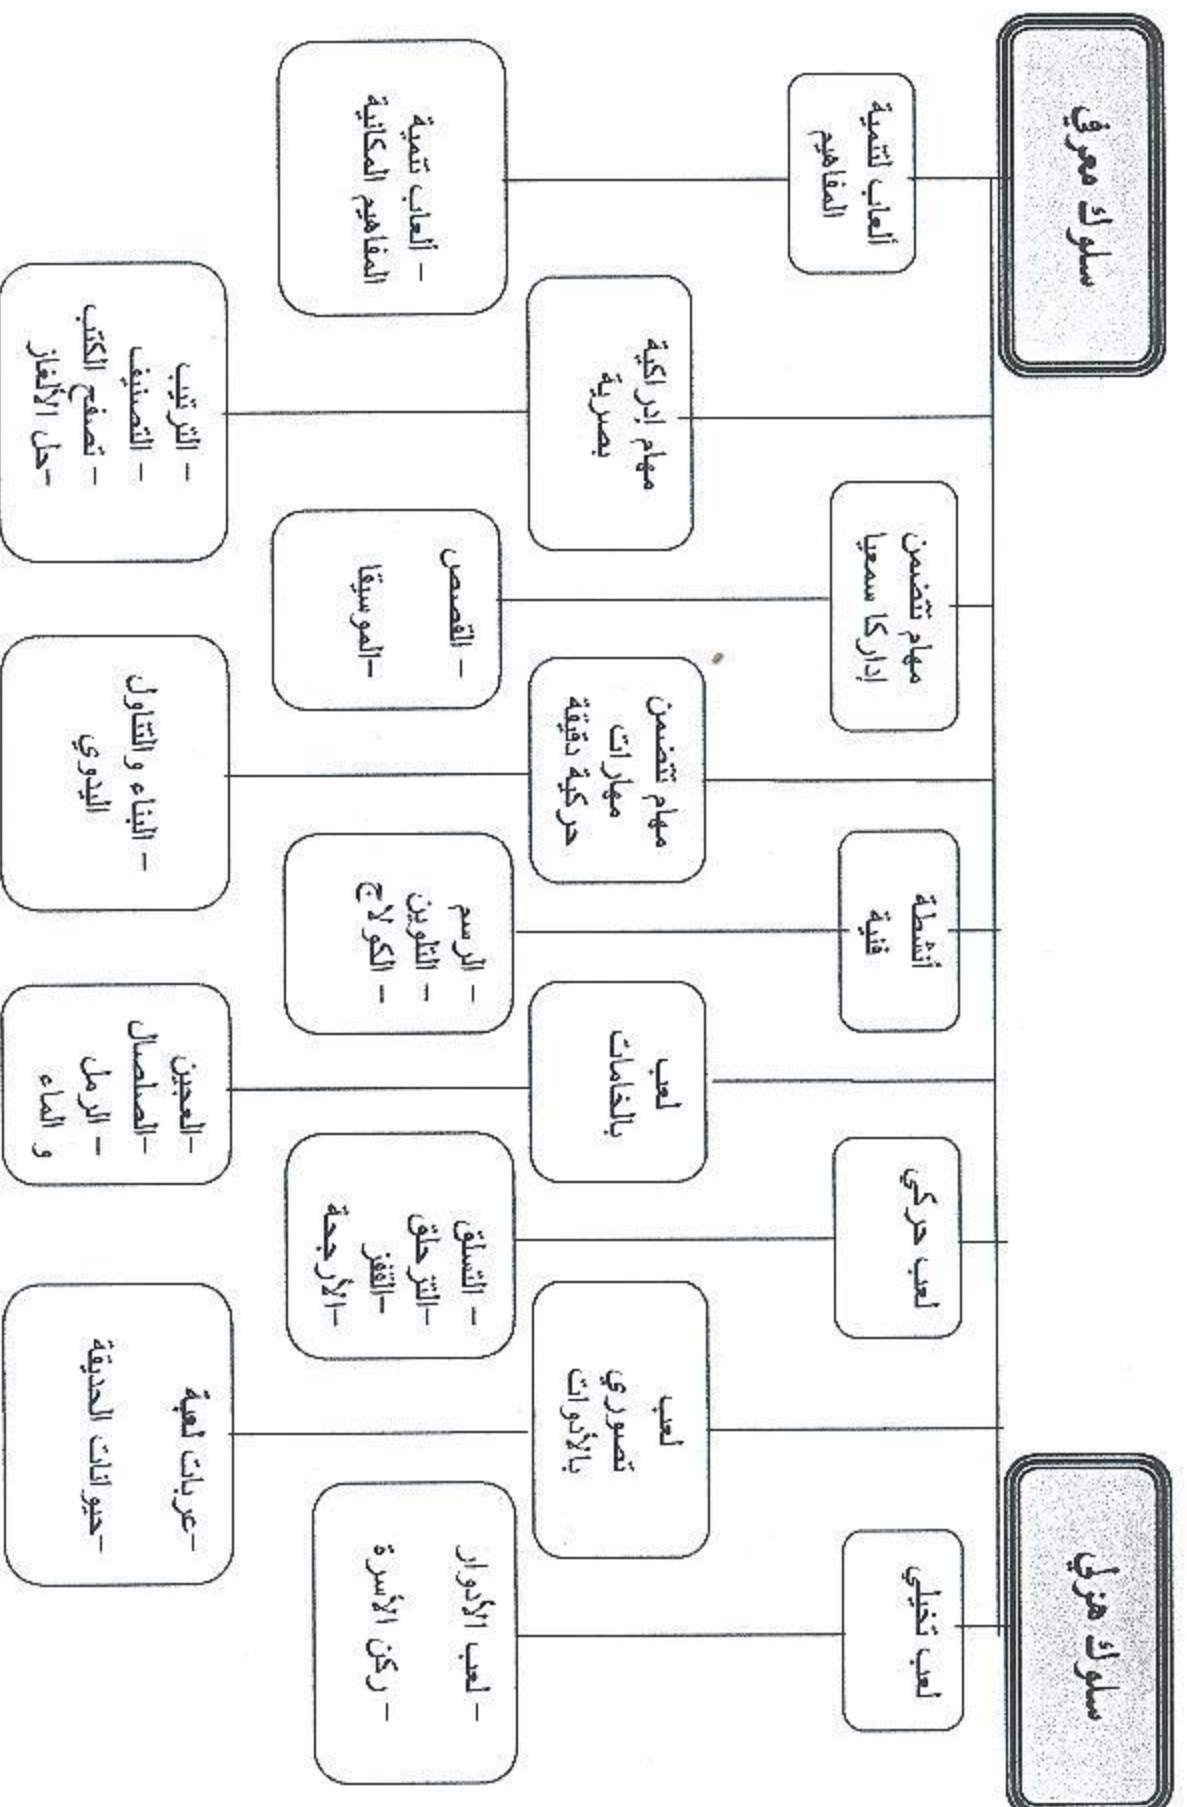 سلوك معرفي
سلوك هزلي
ألعاب لتنمية
المفاهيم
مهام تتضمن
إداركا سمعيا
أنشطة
فنية
لعب حركي
لعب تخيلي
مهام إدراكية
بصرية
مهام تتضمن
مهارات
حركية دقيقة
لعب
بالخامات
لعب
تصوري
بالأدوات
- ألعاب تنمية
المفاهيم المكانية
- القصص
-الموسيقا
- الرسم
- التلوين
- الكولاج
- التسلق
-التزحلق
-القفز
-الأرجحة
- لعب الأدوار
- ركن الأسرة
- الترتيب
- التصنيف
- تصفح الكتب
-حل الألغاز
- البناء والتناول
اليدوي
-العجين
-الصلصال
- الرمل
و الماء
-عربات لعبة
-حيوانات الحديقة